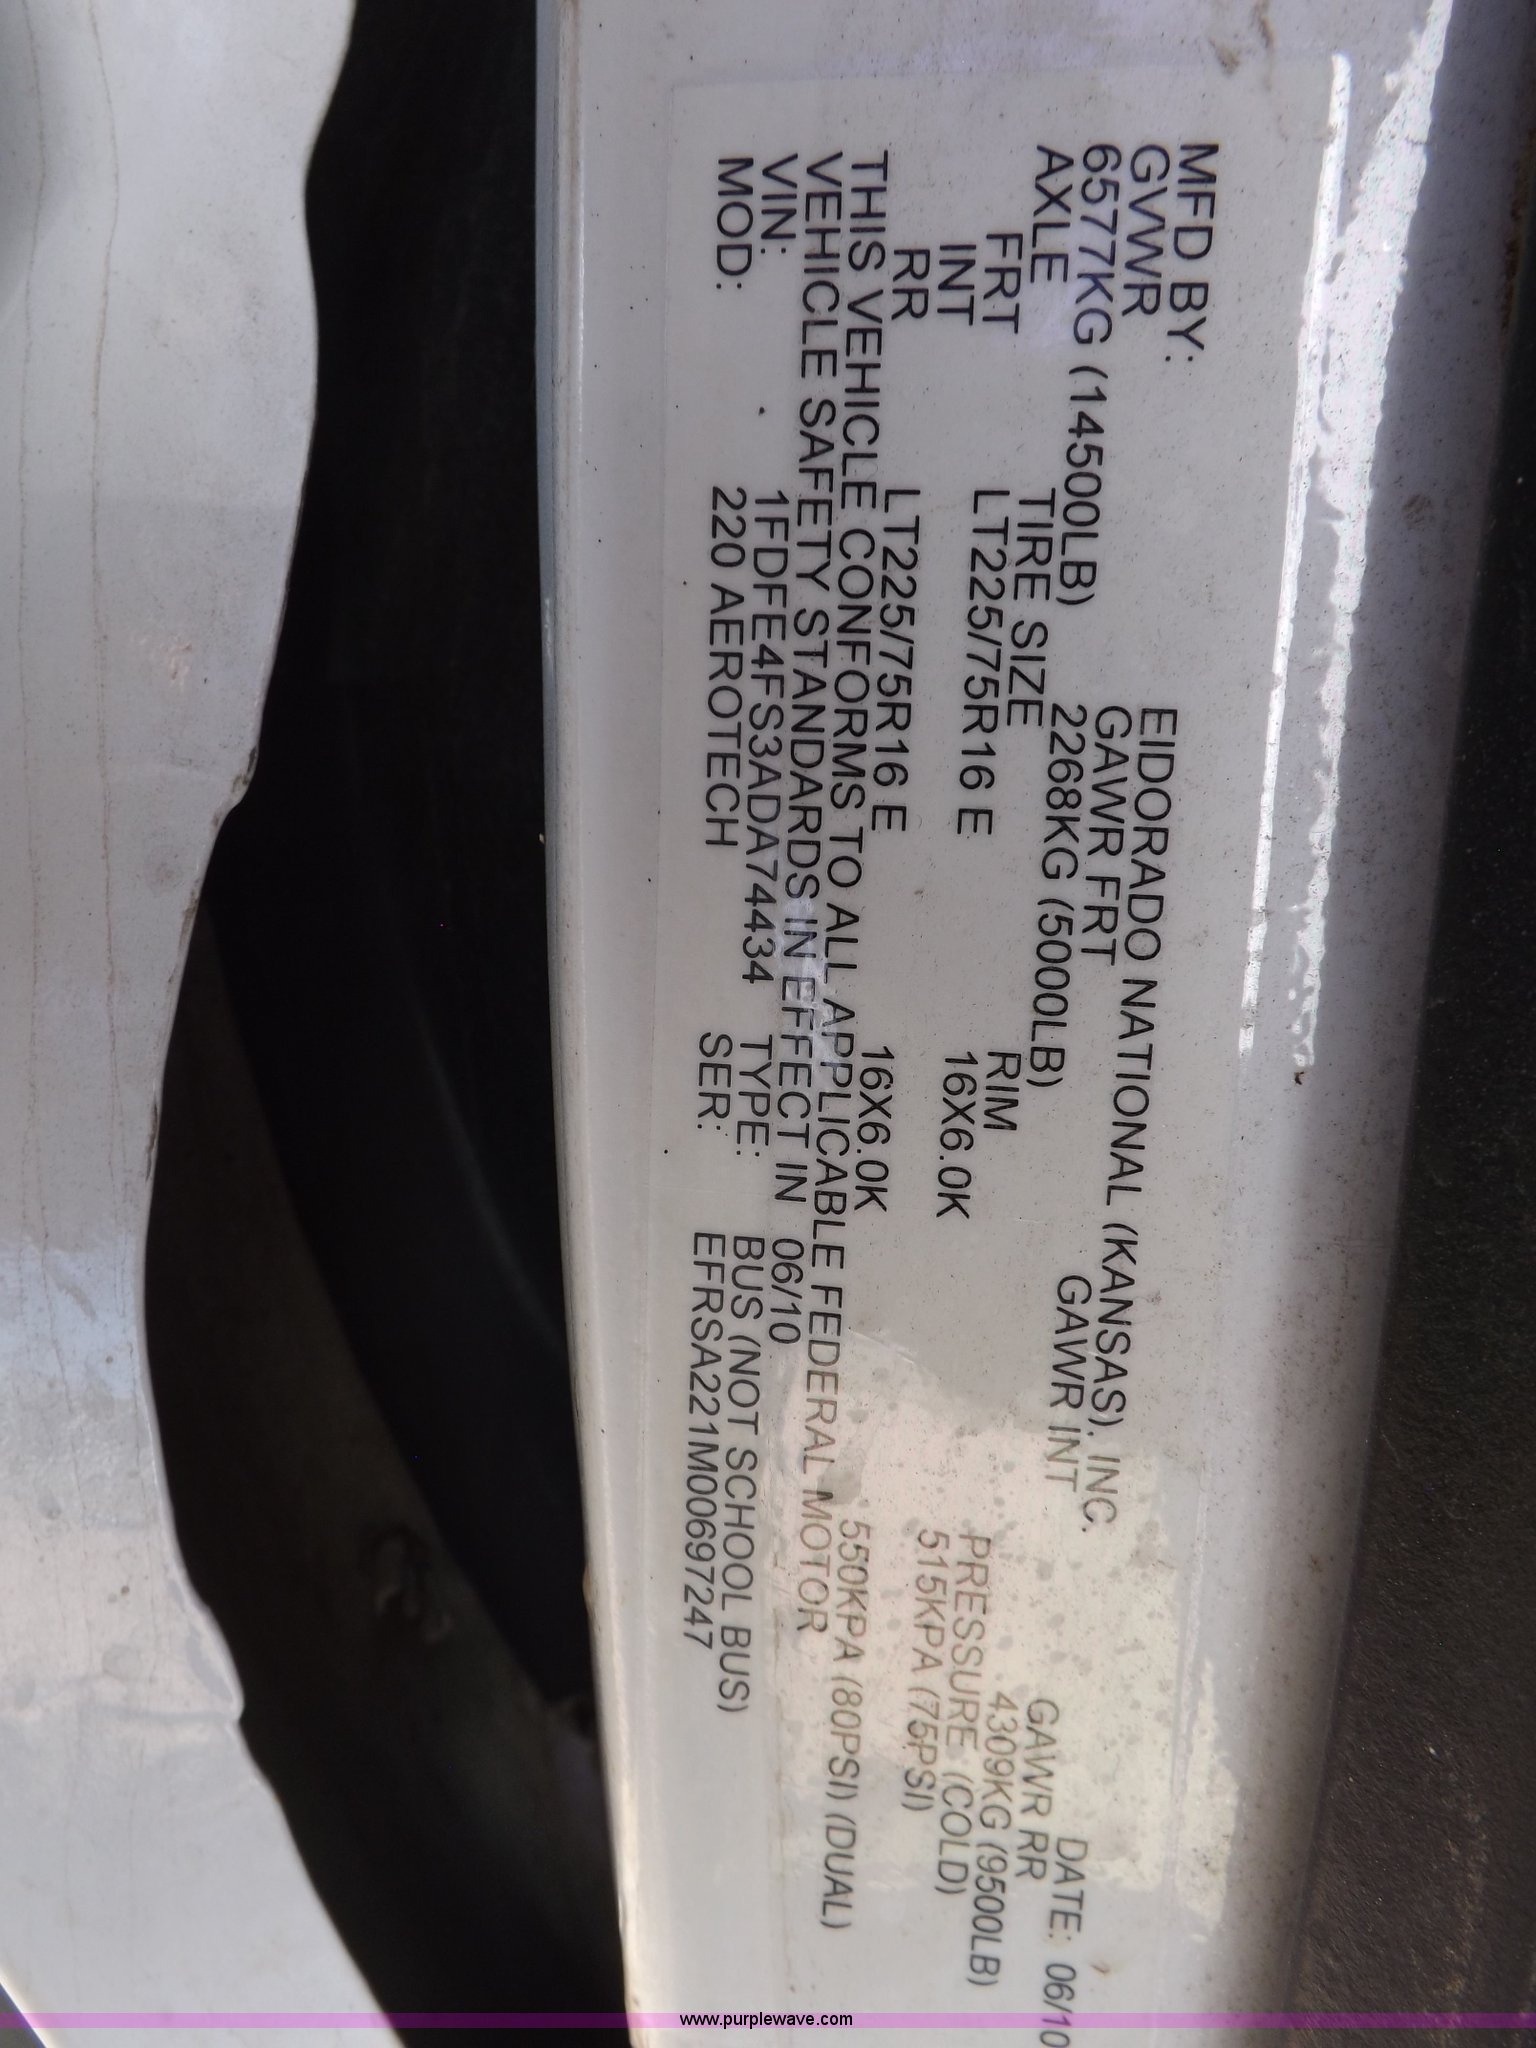 MFD BY: EIDORADO NATIONAL (KANSAS), INC. DATE: 06/10
GVWR GAWR FRT GAWR INT GAWR RR
6577KG (14500LB) 2268KG (5000LB) 4309KG (9500LB)
AXLE TIRE SIZE RIM PRESSURE (COLD)
FRT LT225/75R16 E 16X6.0K 515KPA (75PSI)
INT
RR LT225/75R16 E 16X6.0K 550KPA (80PSI) (DUAL)
THIS VEHICLE CONFORMS TO ALL APPLICABLE FEDERAL MOTOR
VEHICLE SAFETY STANDARDS IN EFFECT IN 06/10
VIN: 1FDFE4FS3ADA74434 TYPE: BUS (NOT SCHOOL BUS)
MOD: 220 AEROTECH SER: EFRSA221M00697247
www.purplewave.com